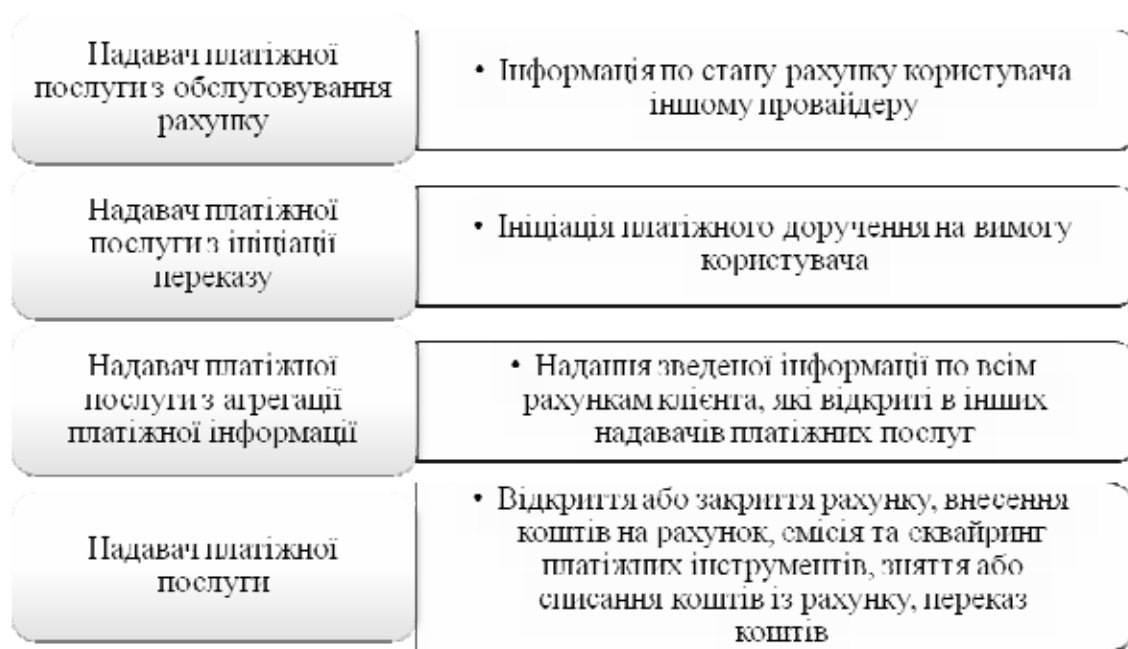 Надавач платіжної
послуги з обслуговування
рахунку
• Інформація по стану рахунку користувача
іншому провайдеру
Надавач платіжної
послуги з ініціації
переказу
• Ініціація платіжного доручення на вимогу
користувача
Надавач платіжної
послуги з агрегації
платіжної інформації
• Надання зведеної інформації по всім
рахункам клієнта, які відкриті в інших
надавачів платіжних послуг
Надавач платіжної
послуги
• Відкриття або закриття рахунку, внесення
коштів на рахунок, емісія та еквайринг
платіжних інструментів, зняття або
списання коштів із рахунку, переказ
коштів